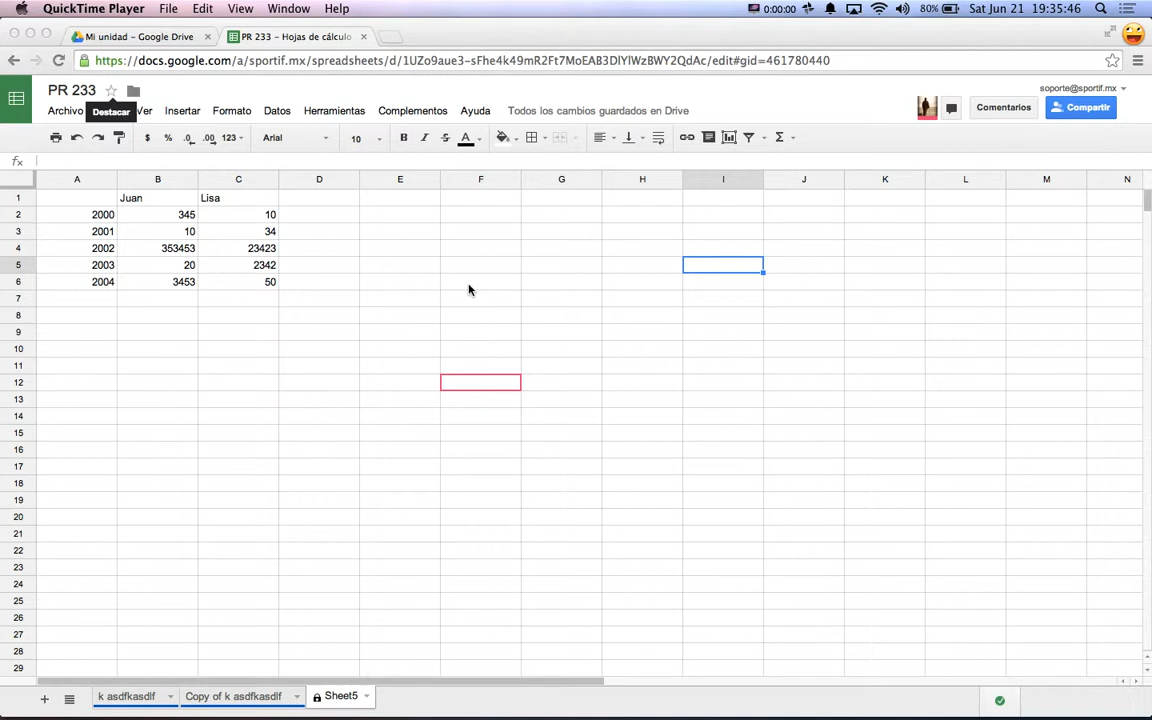 QuickTime Player File Edit View Window Help 0:00:00 80% Sat Jun 21 19:35:46
Mi unidad – Google Drive × PR 233 – Hojas de cálculo ×
https://docs.google.com/a/sportif.mx/spreadsheets/d/1UZo9aue3-sFhe4k49mR2Ft7MoEAB3DlYlWzBWY2QdAc/edit#gid=461780440
PR 233 soporte@sportif.mx
Archivo Destacar Ver Insertar Formato Datos Herramientas Complementos Ayuda Todos los cambios guardados en Drive Comentarios Compartir
$ % .0 .00 123 Arial 10 B I S A Σ
fx
A B C D E F G H I J K L M N
1 Juan Lisa
2 2000 345 10
3 2001 10 34
4 2002 353453 23423
5 2003 20 2342
6 2004 3453 50
7
8
9
10
11
12
13
14
15
16
17
18
19
20
21
22
23
24
25
26
27
28
29
+ k asdfkasdlf Copy of k asdfkasdlf Sheet5